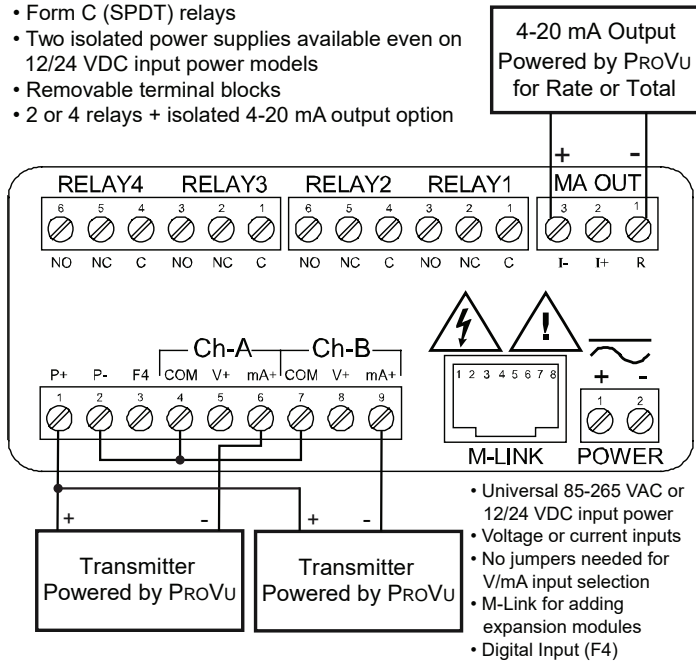 • Form C (SPDT) relays
• Two isolated power supplies available even on
12/24 VDC input power models
• Removable terminal blocks
• 2 or 4 relays + isolated 4-20 mA output option
4-20 mA Output
Powered by PROVU
for Rate or Total
+ -
RELAY4 RELAY3 RELAY2 RELAY1 MA OUT
6 5 4 3 2 1 6 5 4 3 2 1 3 2 1
NO NC C NO NC C NO NC C NO NC C I- I+ R
Ch-A Ch-B
P+ P- F4 COM V+ mA+ COM V+ mA+
1 2 3 4 5 6 7 8 9
1 2 3 4 5 6 7 8
+ -
1 2
M-LINK POWER
+ - + -
Transmitter
Powered by PROVU
Transmitter
Powered by PROVU
• Universal 85-265 VAC or
12/24 VDC input power
• Voltage or current inputs
• No jumpers needed for
V/mA input selection
• M-Link for adding
expansion modules
• Digital Input (F4)